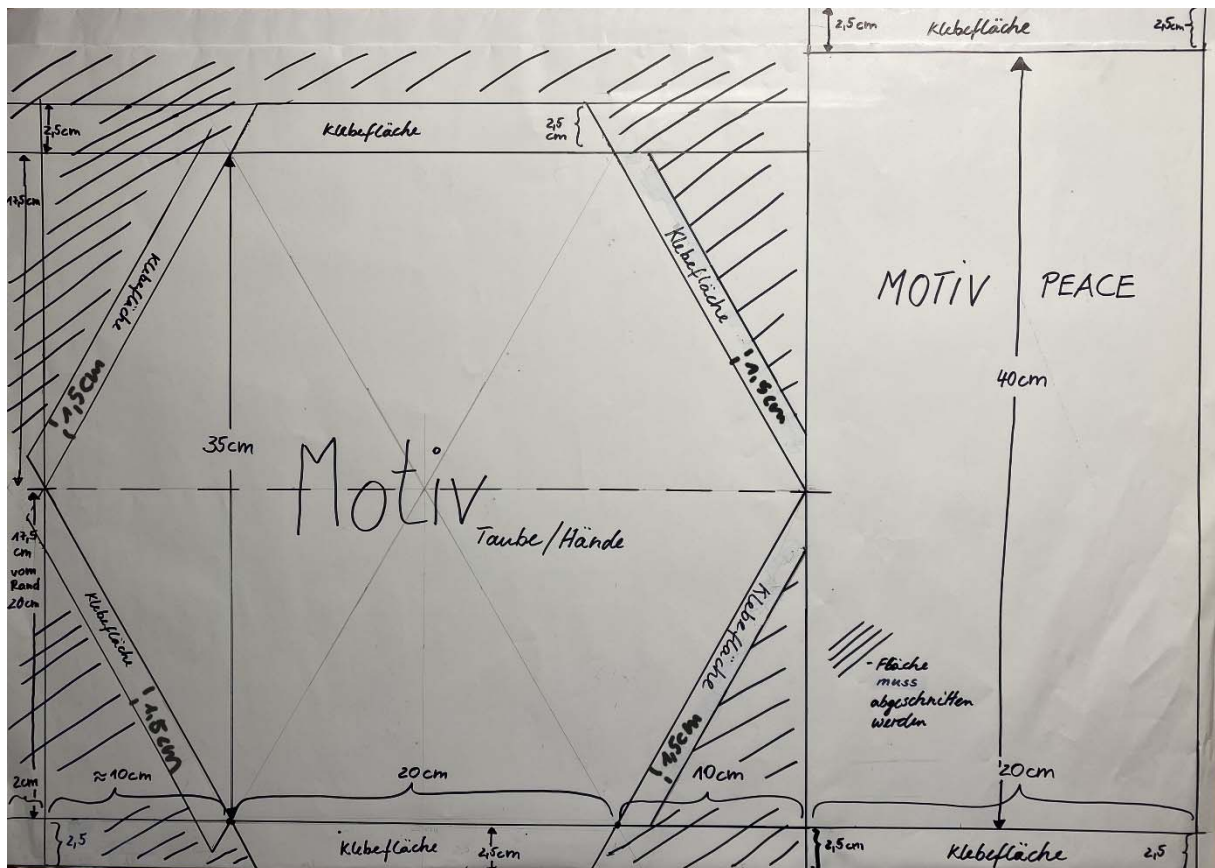 2,5cm
Klebefläche
2,5cm
2,5cm
Klebefläche
2,5
cm
17,5cm
Klebefläche
Klebefläche
MOTIV
PEACE
1,5cm
1,5cm
40cm
35cm
Motiv
Taube/Hände
17,5
cm
vom
Rand
20cm
Klebefläche
Klebefläche
- Fläche
muss
abgeschnitten
werden
1,5cm
1,5cm
2cm
≈10cm
20cm
10cm
20cm
2,5
Klebefläche
2,5cm
2,5cm
Klebefläche
2,5